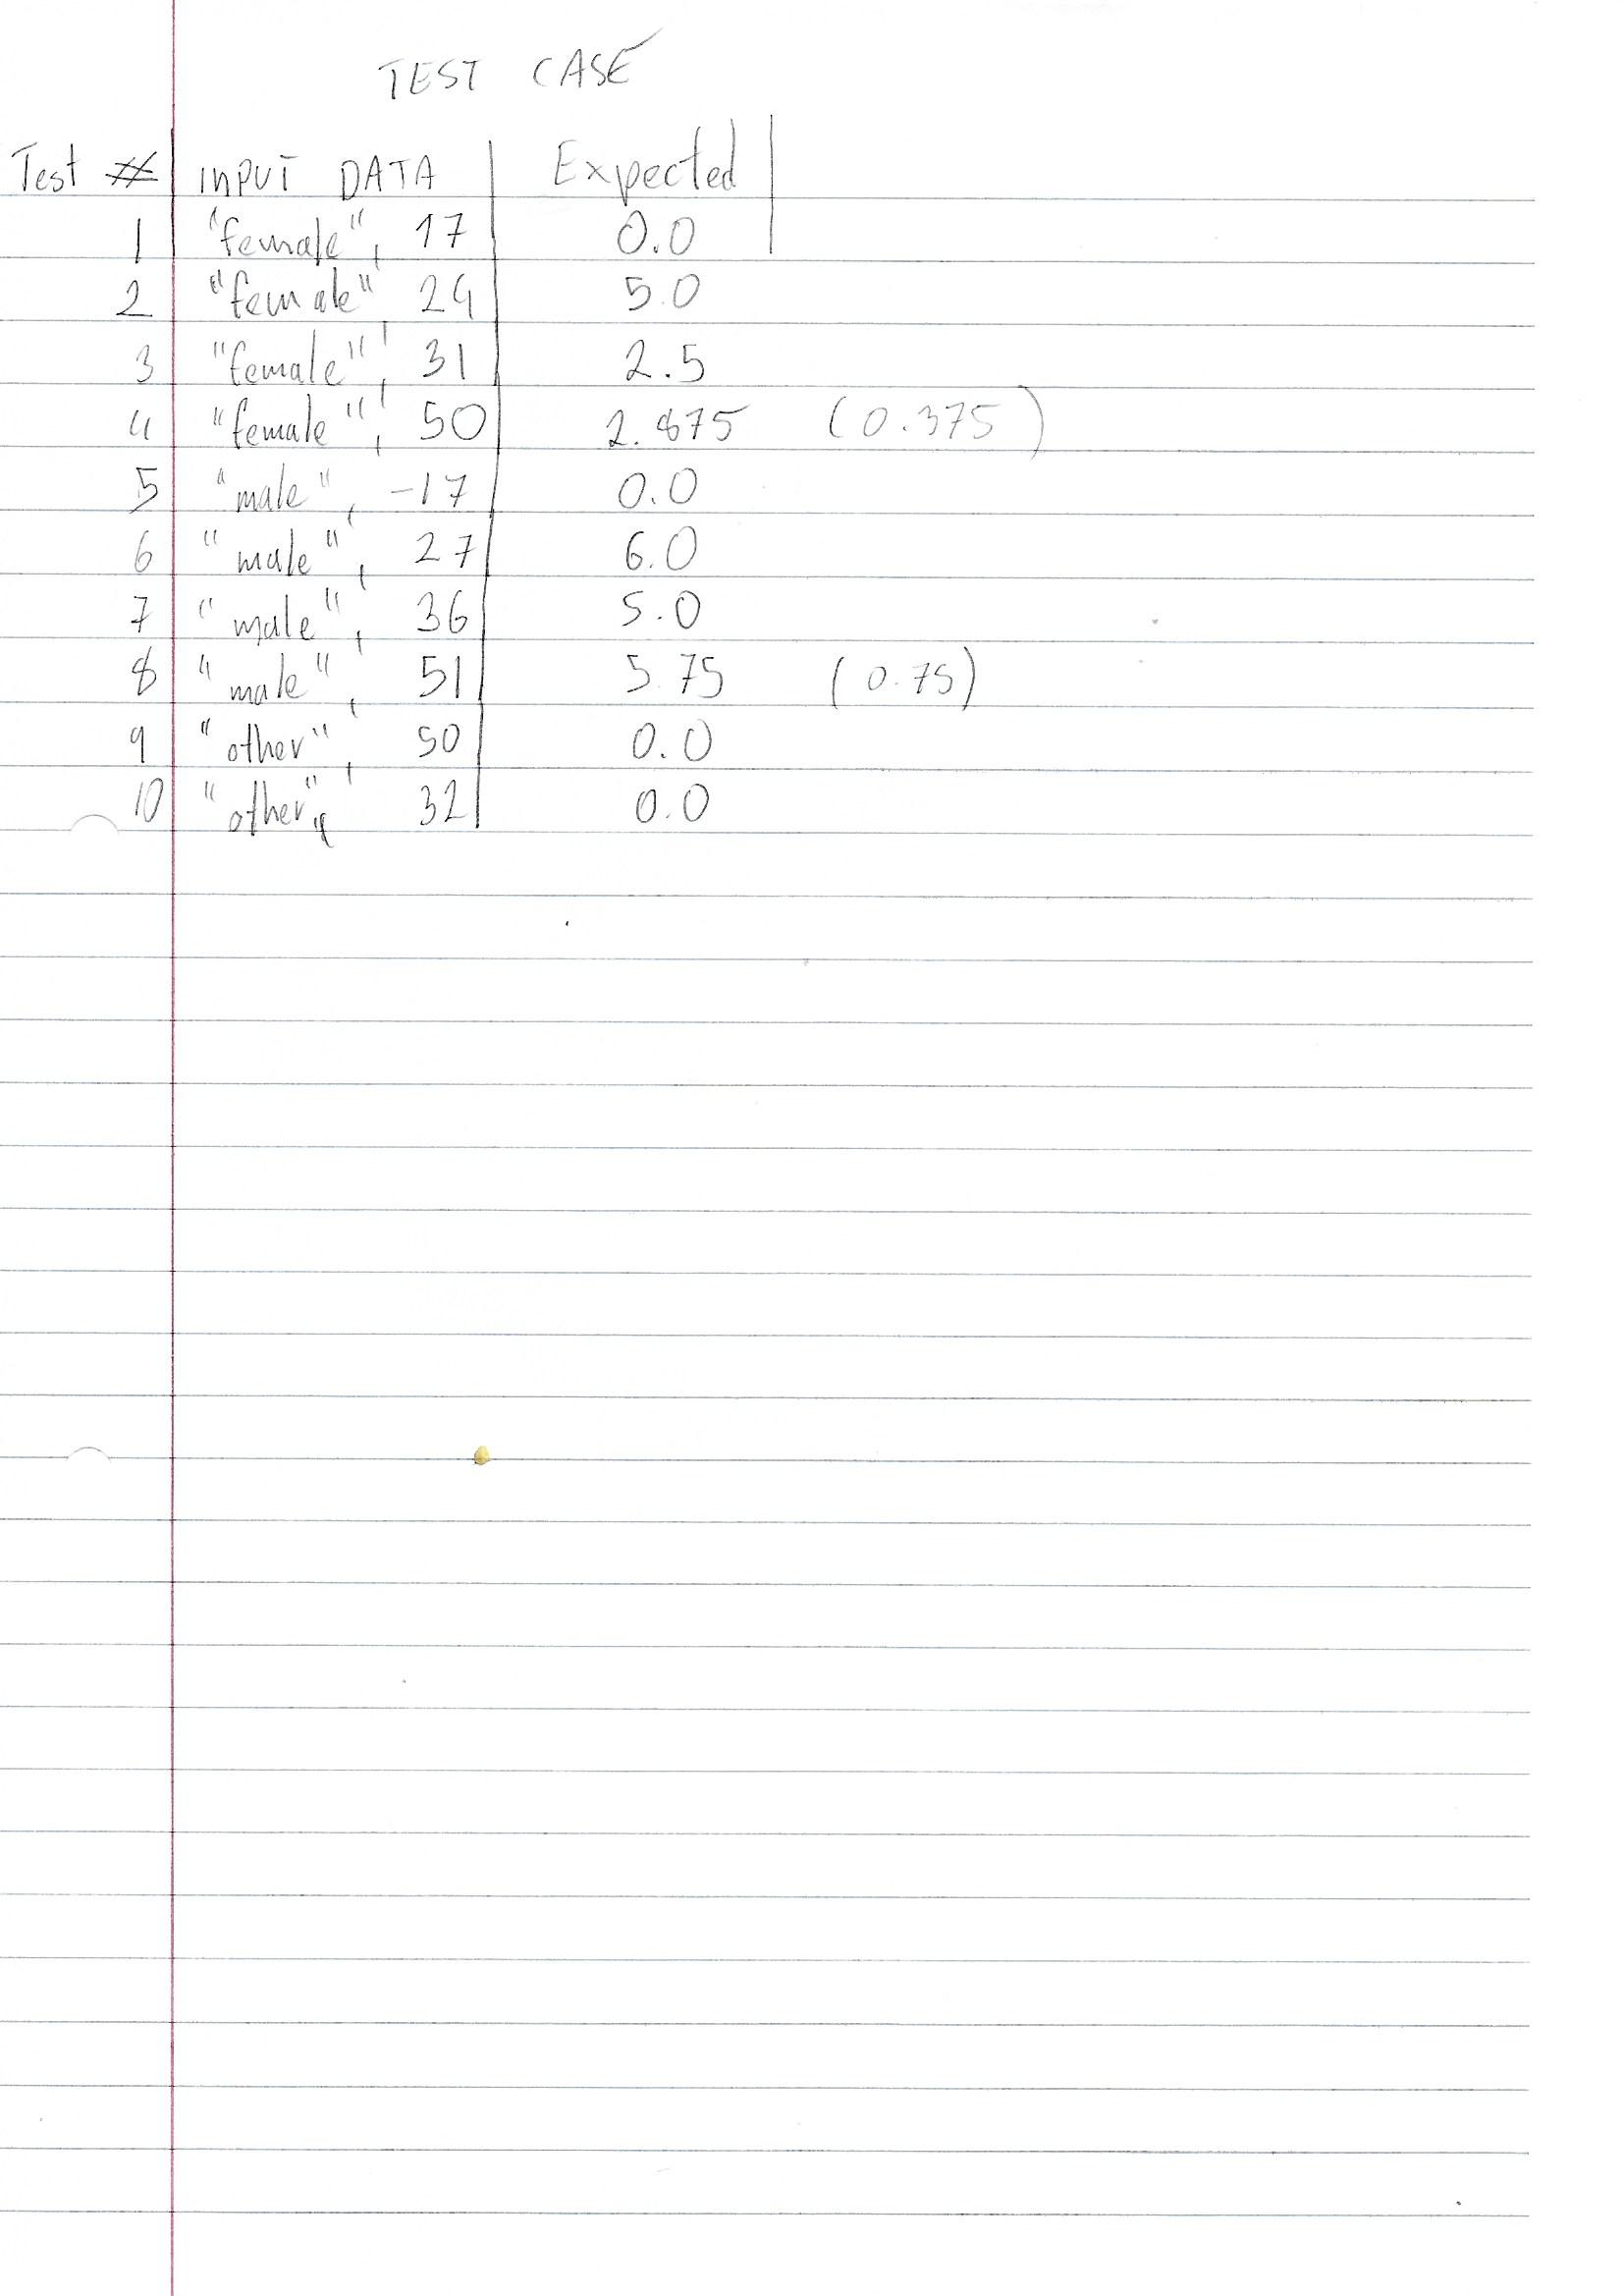 TEST CASE
Test # INPUT DATA Expected
1 "female", 17 0.0
2 "female", 24 5.0
3 "female", 31 2.5
4 "female", 50 2.875 (0.375)
5 "male", -17 0.0
6 "male", 27 6.0
7 "male", 36 5.0
8 "male", 51 5.75 (0.75)
9 "other", 50 0.0
10 "other", 32 0.0